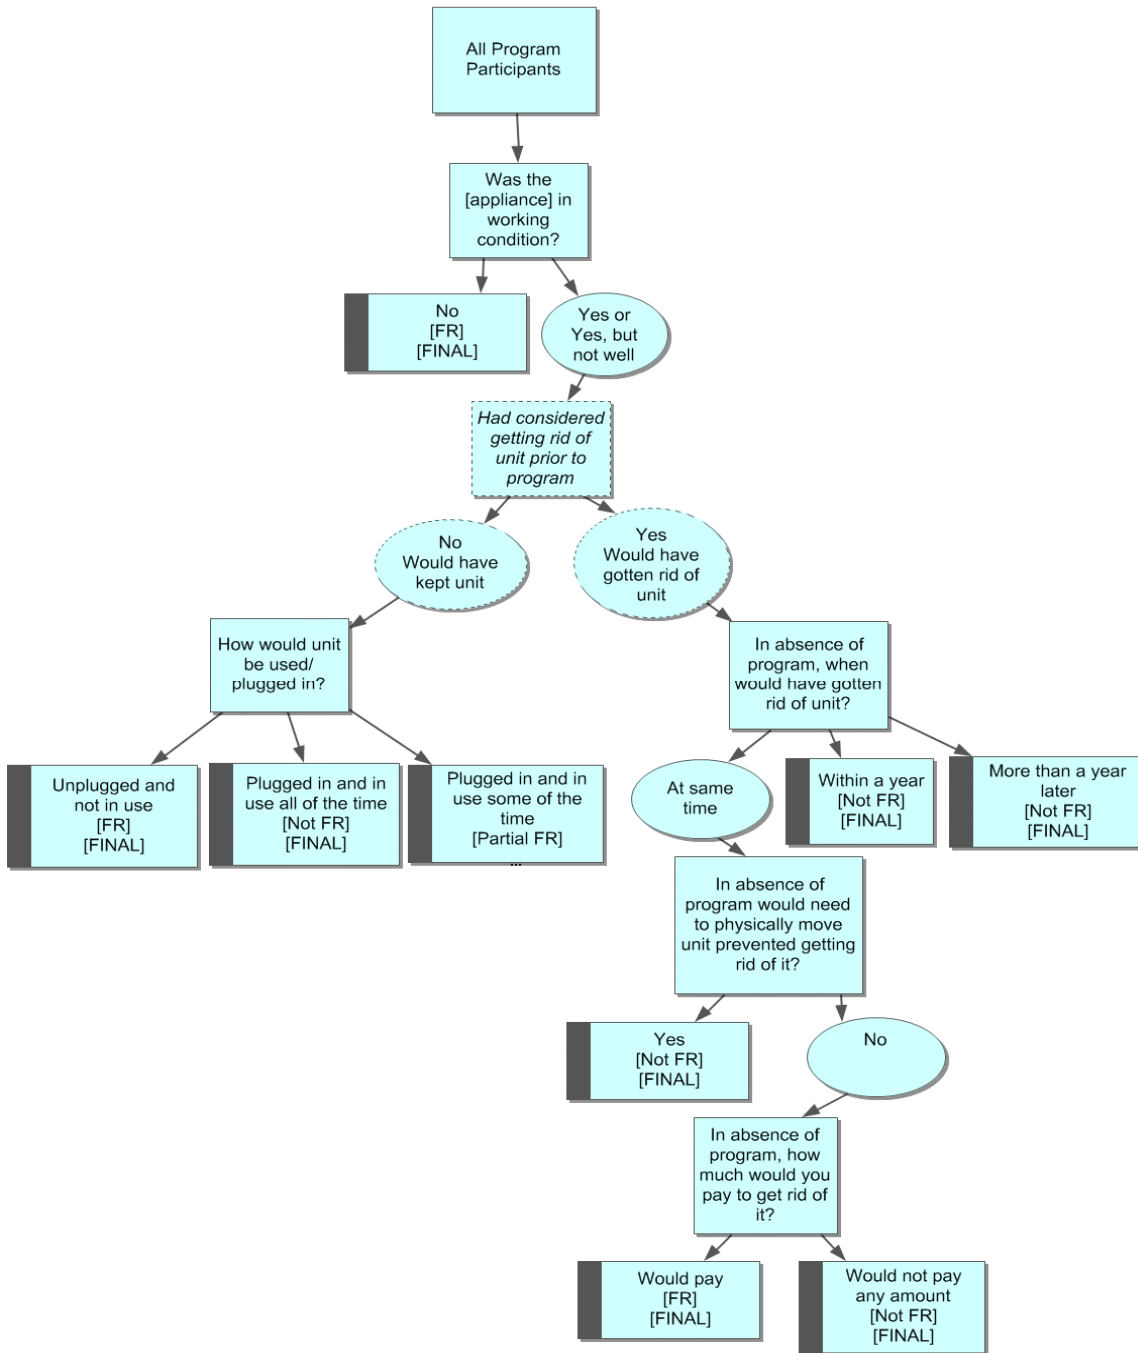 All Program
Participants
Was the
[appliance] in
working
condition?
No
[FR]
[FINAL]
Yes or
Yes, but
not well
Had considered
getting rid of
unit prior to
program
No
Would have
kept unit
Yes
Would have
gotten rid of
unit
How would unit
be used/
plugged in?
In absence of
program, when
would have gotten
rid of unit?
Unplugged and
not in use
[FR]
[FINAL]
Plugged in and in
use all of the time
[Not FR]
[FINAL]
Plugged in and in
use some of the
time
[Partial FR]
...
At same
time
Within a year
[Not FR]
[FINAL]
More than a year
later
[Not FR]
[FINAL]
In absence of
program would need
to physically move
unit prevented getting
rid of it?
Yes
[Not FR]
[FINAL]
No
In absence of
program, how
much would you
pay to get rid of
it?
Would pay
[FR]
[FINAL]
Would not pay
any amount
[Not FR]
[FINAL]